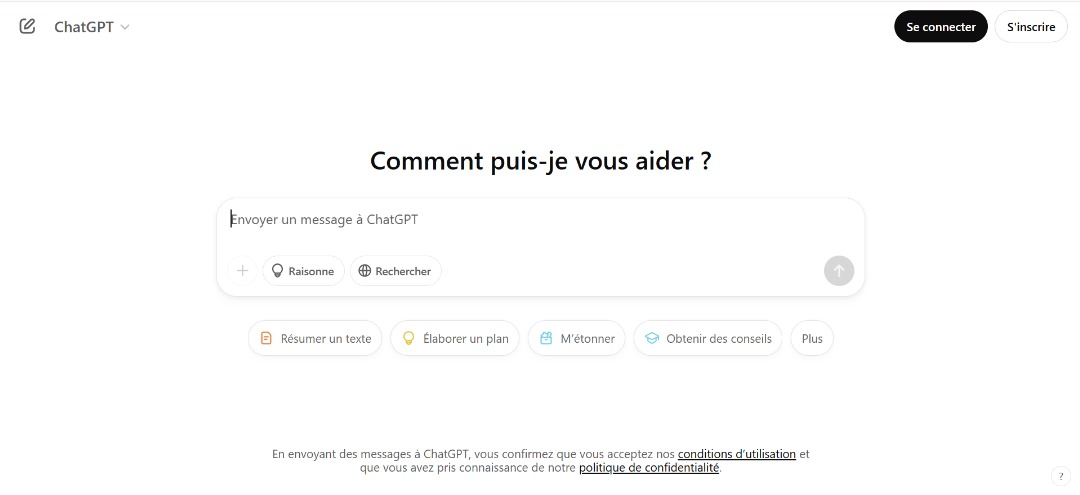 ChatGPT
Se connecter
S'inscrire
Comment puis-je vous aider ?
Envoyer un message à ChatGPT
Raisonne
Rechercher
Résumer un texte
Élaborer un plan
M'étonner
Obtenir des conseils
Plus
En envoyant des messages à ChatGPT, vous confirmez que vous acceptez nos conditions d'utilisation et
que vous avez pris connaissance de notre politique de confidentialité.
?